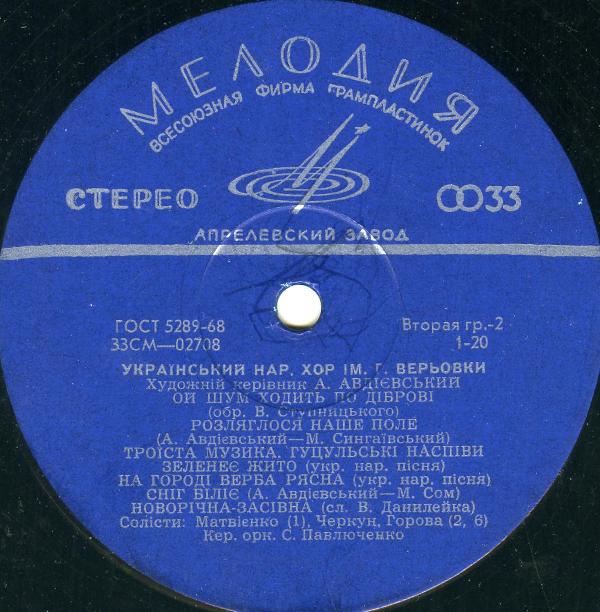 МЕЛОДИЯ
ВСЕСОЮЗНАЯ ФИРМА ГРАМПЛАСТИНОК
СТЕРЕО
33
АПРЕЛЕВСКИЙ ЗАВОД
ГОСТ 5289-68
Вторая гр.-2
33СМ—02708
1-20
УКРАЇНСЬКИЙ НАР. ХОР ІМ. Г. ВЕРЬОВКИ
Художній керівник А. АВДІЄВСЬКИЙ
ОЙ ШУМ ХОДИТЬ ПО ДІБРОВІ
(обр. В. Ступницького)
РОЗЛЯГЛОСЯ НАШЕ ПОЛЕ
(А. Авдієвський—М. Сингаївський)
ТРОЇСТА МУЗИКА. ГУЦУЛЬСЬКІ НАСПІВИ
ЗЕЛЕНЕЄ ЖИТО (укр. нар. пісня)
НА ГОРОДІ ВЕРБА РЯСНА (укр. нар. пісня)
СНІГ БІЛІЄ (А. Авдієвський—М. Сом)
НОВОРІЧНА-ЗАСІВНА (сл. В. Данилейка)
Солісти: Матвієнко (1), Черкун, Горова (2, 6)
Кер. орк. С. Павлюченко